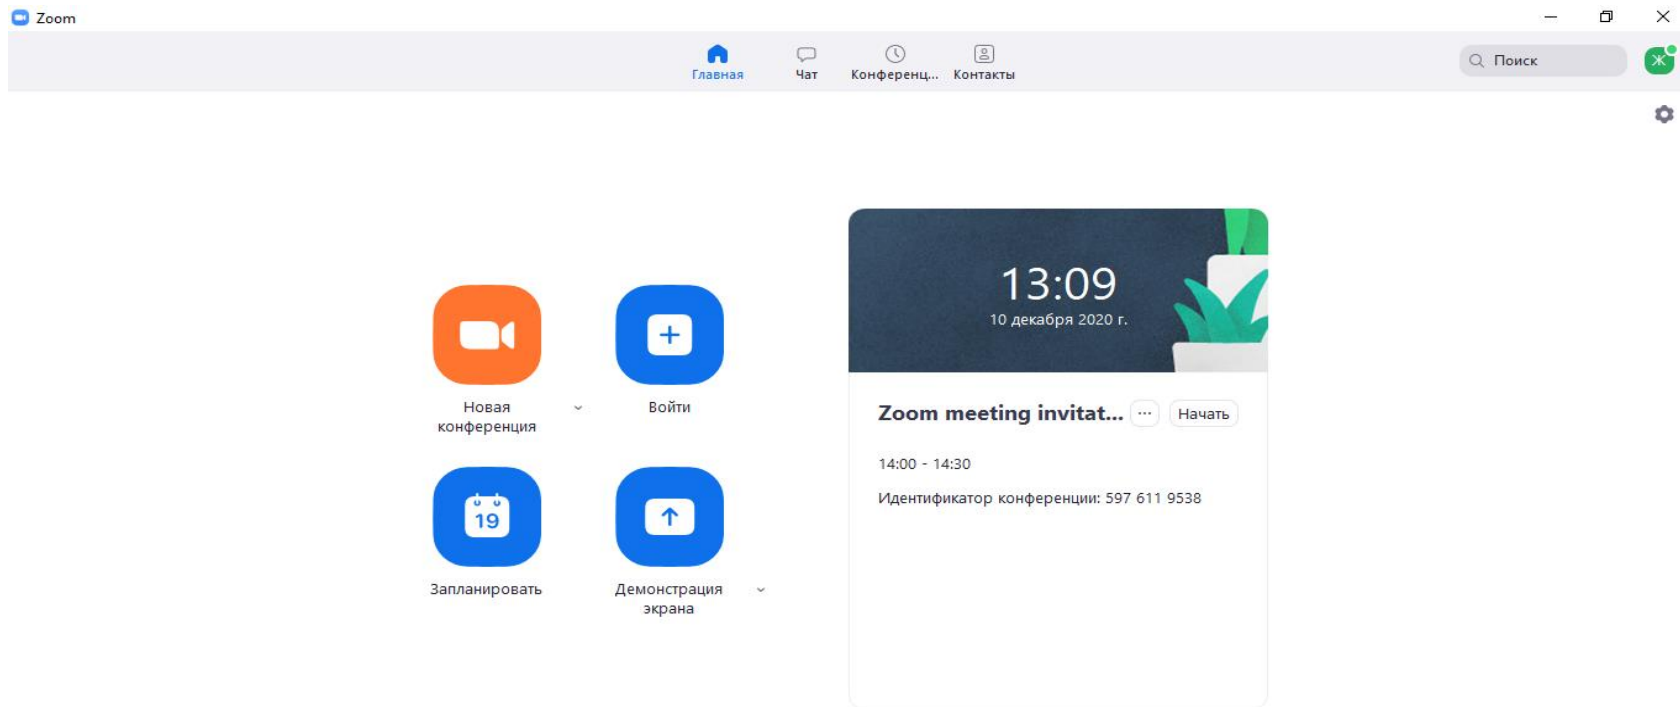 Zoom
Главная
Чат
Конференц...
Контакты
Поиск
Ж
Новая
конференция
Войти
19
Запланировать
Демонстрация
экрана
13:09
10 декабря 2020 г.
Zoom meeting invitat... ... Начать
14:00 - 14:30
Идентификатор конференции: 597 611 9538